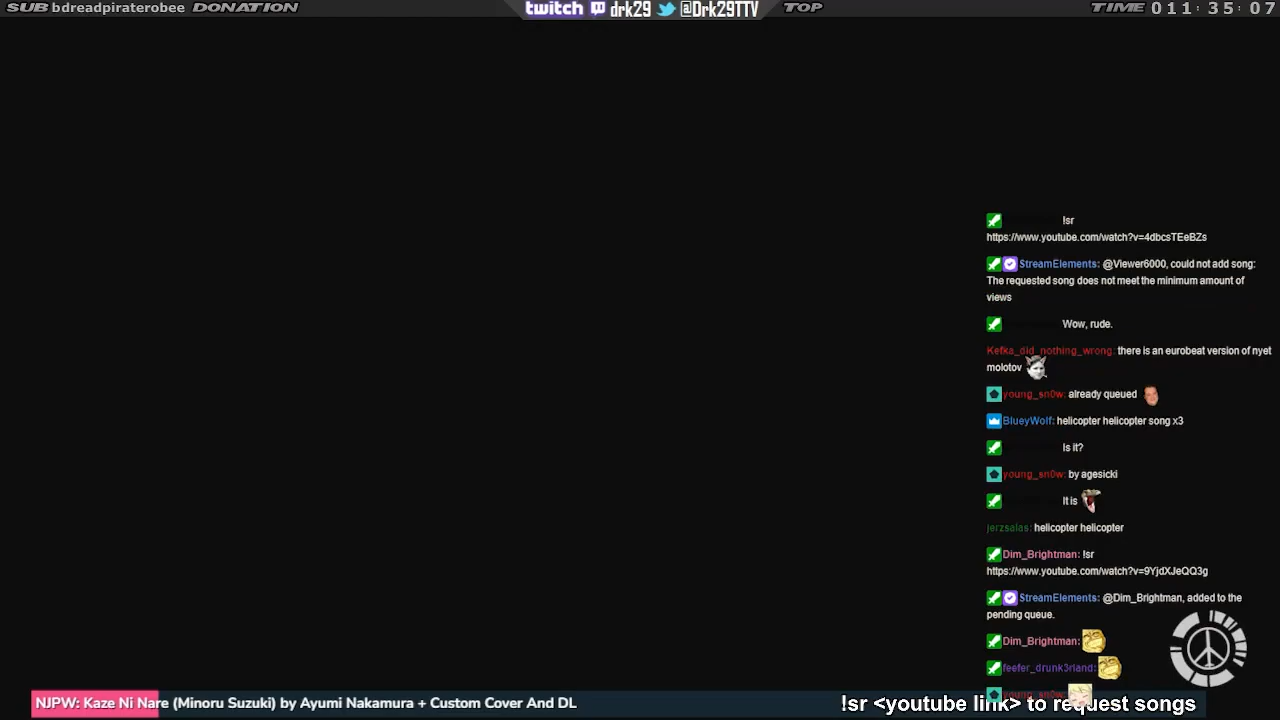 SUB bdreadpiraterobee DONATION twitch drk29 @Drk29TTV TOP TIME 011:35:07
!sr
https://www.youtube.com/watch?v=4dbcsTEeBZs
StreamElements: @Viewer6000, could not add song:
The requested song does not meet the minimum amount of
views
Wow, rude.
Kefka_did_nothing_wrong: there is an eurobeat version of nyet
molotov
young_sn0w: already queued
BlueyWolf: helicopter helicopter song x3
Is it?
young_sn0w: by agesicki
It is
jerzsalas: helicopter helicopter
Dim_Brightman: !sr
https://www.youtube.com/watch?v=9YjdXJeQQ3g
StreamElements: @Dim_Brightman, added to the
pending queue.
Dim_Brightman:
feefer_drunk3rland:
young_sn0w:
NJPW: Kaze Ni Nare (Minoru Suzuki) by Ayumi Nakamura + Custom Cover And DL
!sr <youtube link> to request songs